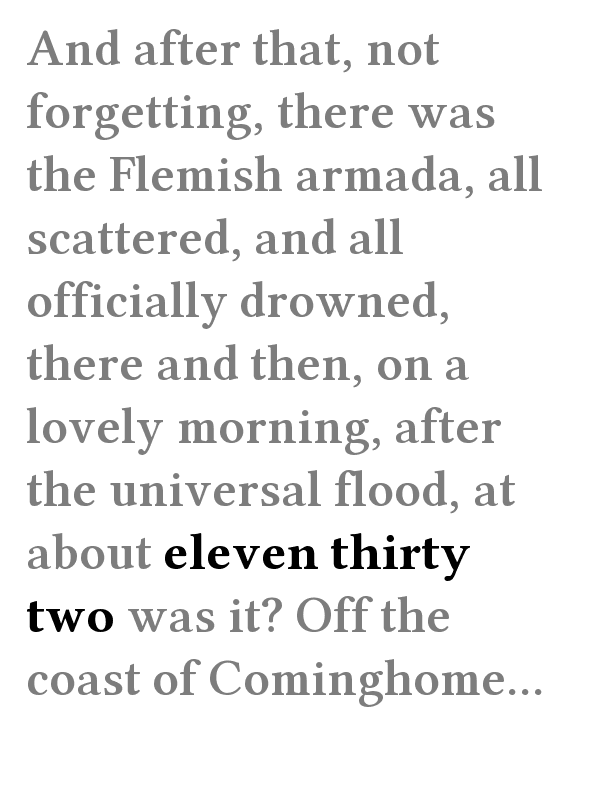 And after that, not
forgetting, there was
the Flemish armada, all
scattered, and all
officially drowned,
there and then, on a
lovely morning, after
the universal flood, at
about eleven thirty
two was it? Off the
coast of Cominghome...